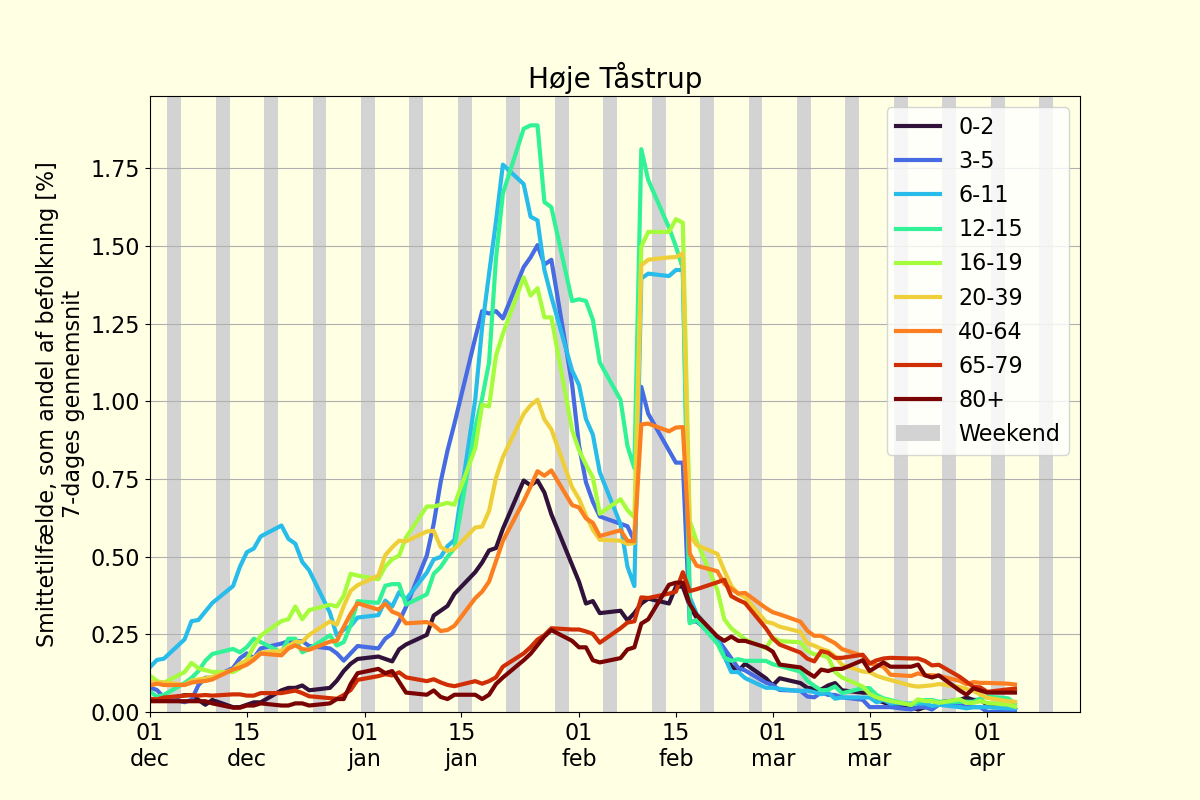 Høje Tåstrup
Smittetilfælde, som andel af befolkning [%]
7-dages gennemsnit
1.75
1.50
1.25
1.00
0.75
0.50
0.25
0.00
01 dec
15 dec
01 jan
15 jan
01 feb
15 feb
01 mar
15 mar
01 apr
0-2
3-5
6-11
12-15
16-19
20-39
40-64
65-79
80+
Weekend